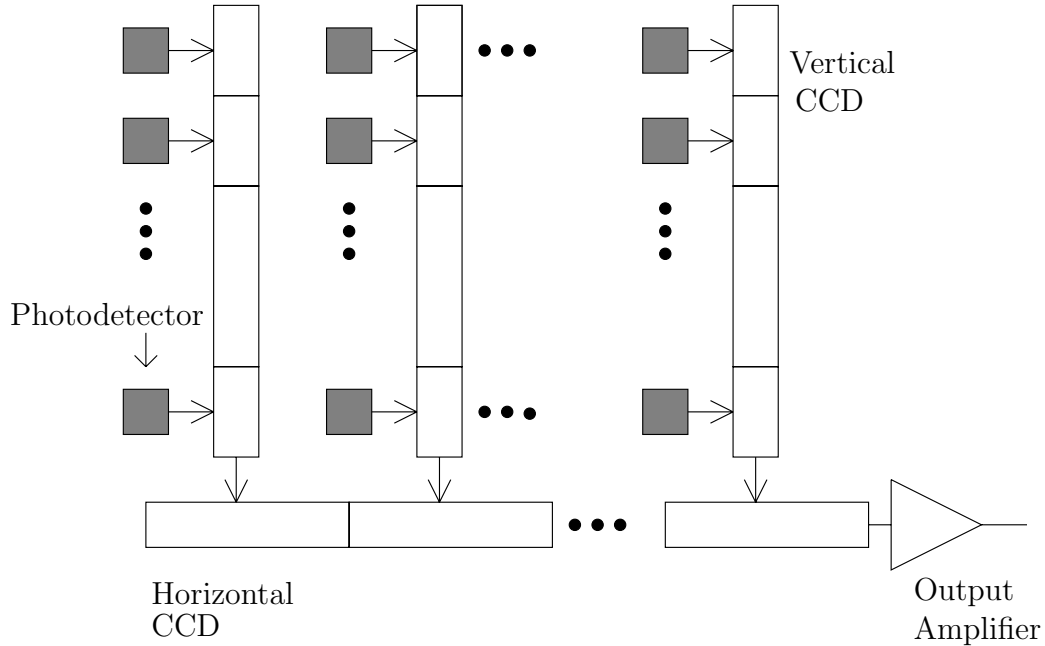 Vertical
CCD
Photodetector
Horizontal
CCD
Output
Amplifier